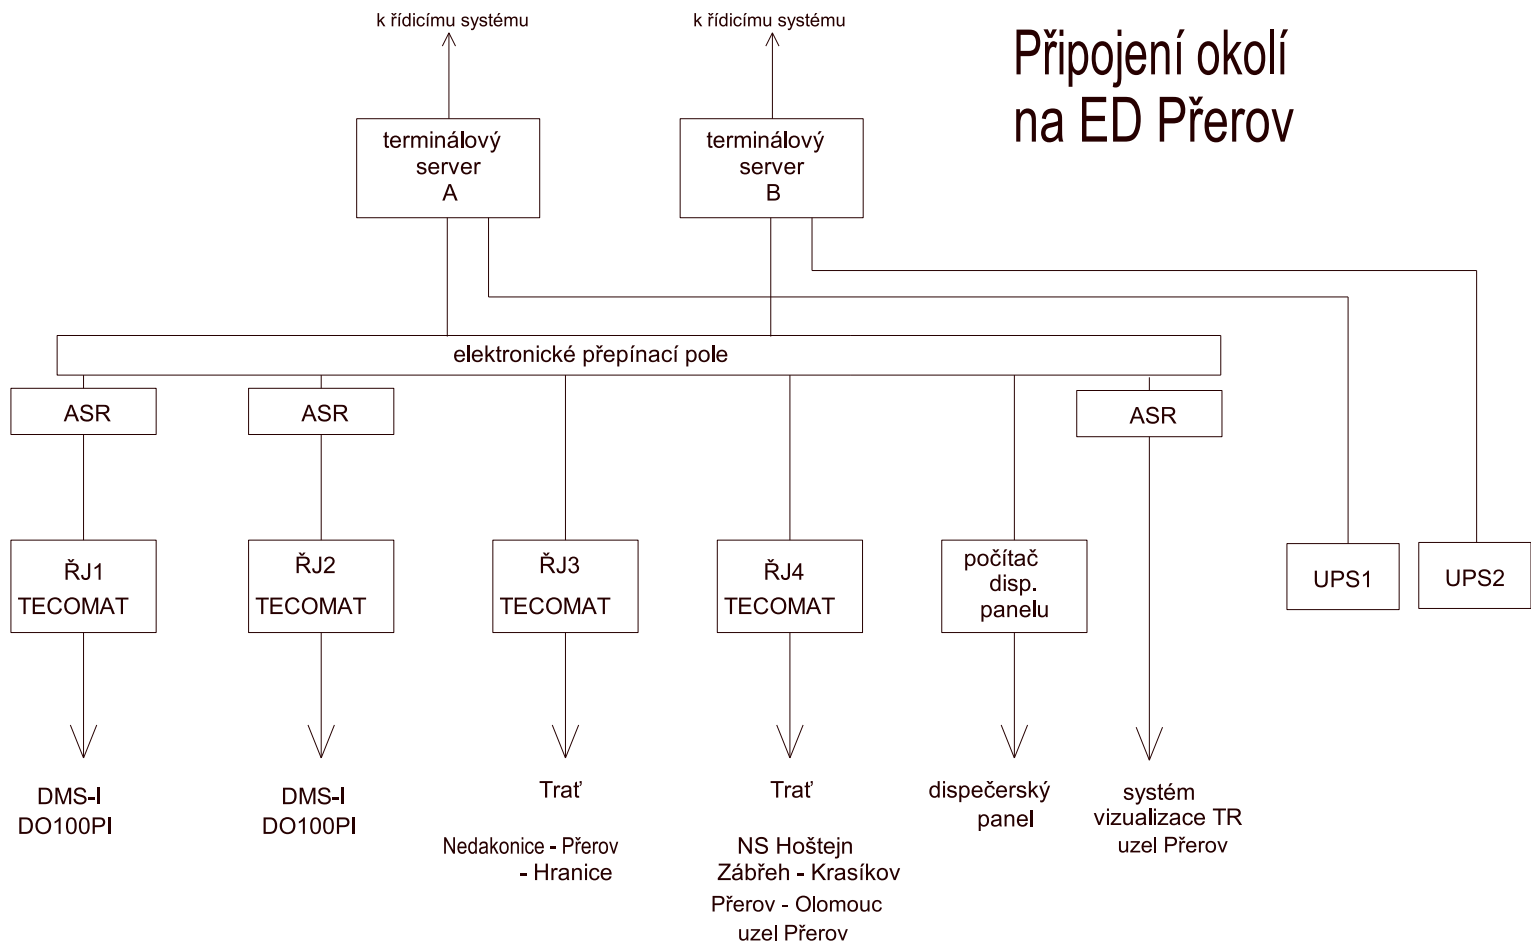 k řídicímu systému
k řídicímu systému
Připojení okolí
na ED Přerov
terminálový
server
A
terminálový
server
B
elektronické přepínací pole
ASR
ASR
ASR
ŘJ1
TECOMAT
ŘJ2
TECOMAT
ŘJ3
TECOMAT
ŘJ4
TECOMAT
počítač
disp.
panelu
UPS1
UPS2
DMS-I
DO100PI
DMS-I
DO100PI
Trať
Nedakonice - Přerov
- Hranice
Trať
NS Hoštejn
Zábřeh - Krasíkov
Přerov - Olomouc
uzel Přerov
dispečerský
panel
systém
vizualizace TR
uzel Přerov